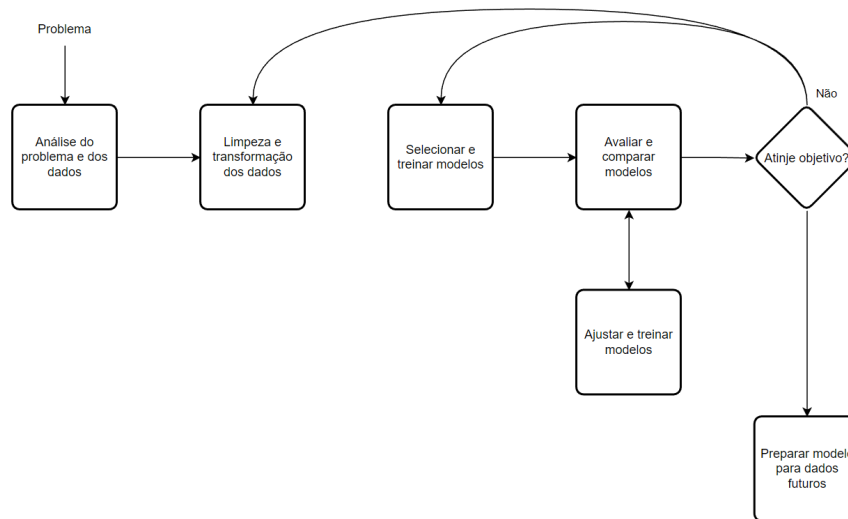 Problema
Não
Análise do
problema e dos
dados
Limpeza e
transformação
dos dados
Selecionar e
treinar modelos
Avaliar e
comparar
modelos
Atinje objetivo?
Ajustar e treinar
modelos
Preparar modelo
para dados
futuros